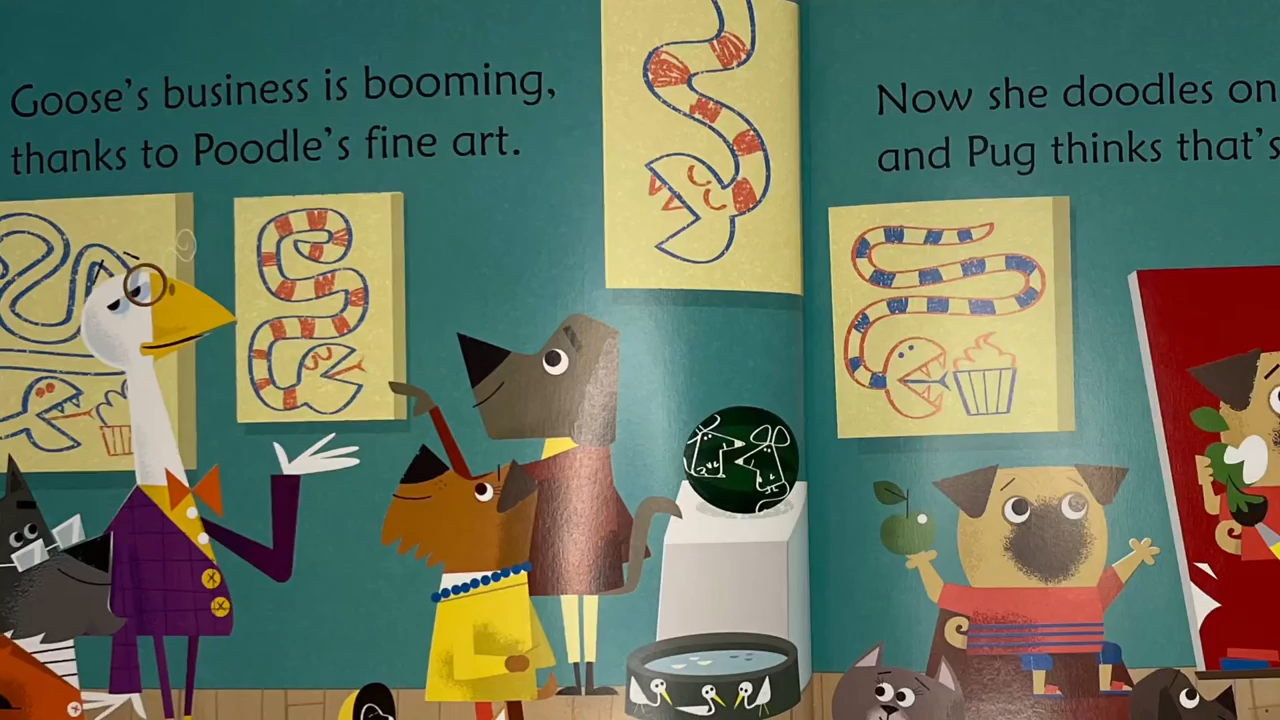 Goose's business is booming,
thanks to Poodle's fine art.
Now she doodles on
and Pug thinks that's